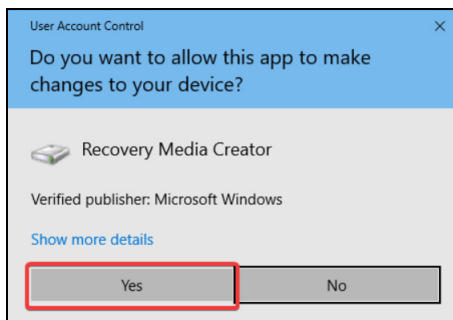 User Account Control
Do you want to allow this app to make
changes to your device?
Recovery Media Creator
Verified publisher: Microsoft Windows
Show more details
Yes
No